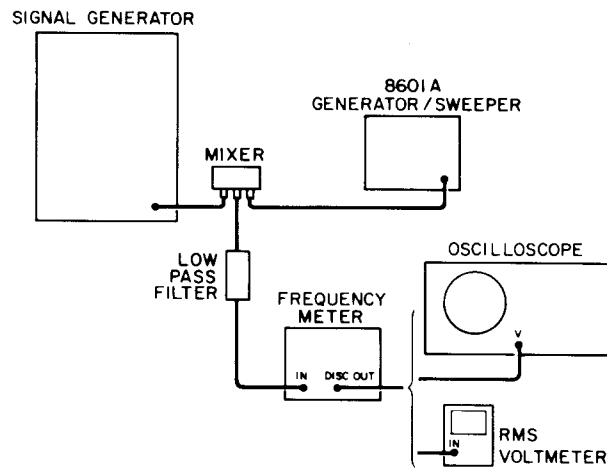 SIGNAL GENERATOR
8601A
GENERATOR/SWEEPER
MIXER
LOW
PASS
FILTER
OSCILLOSCOPE
FREQUENCY
METER
V
IN
DISC OUT
IN
RMS
VOLTMETER